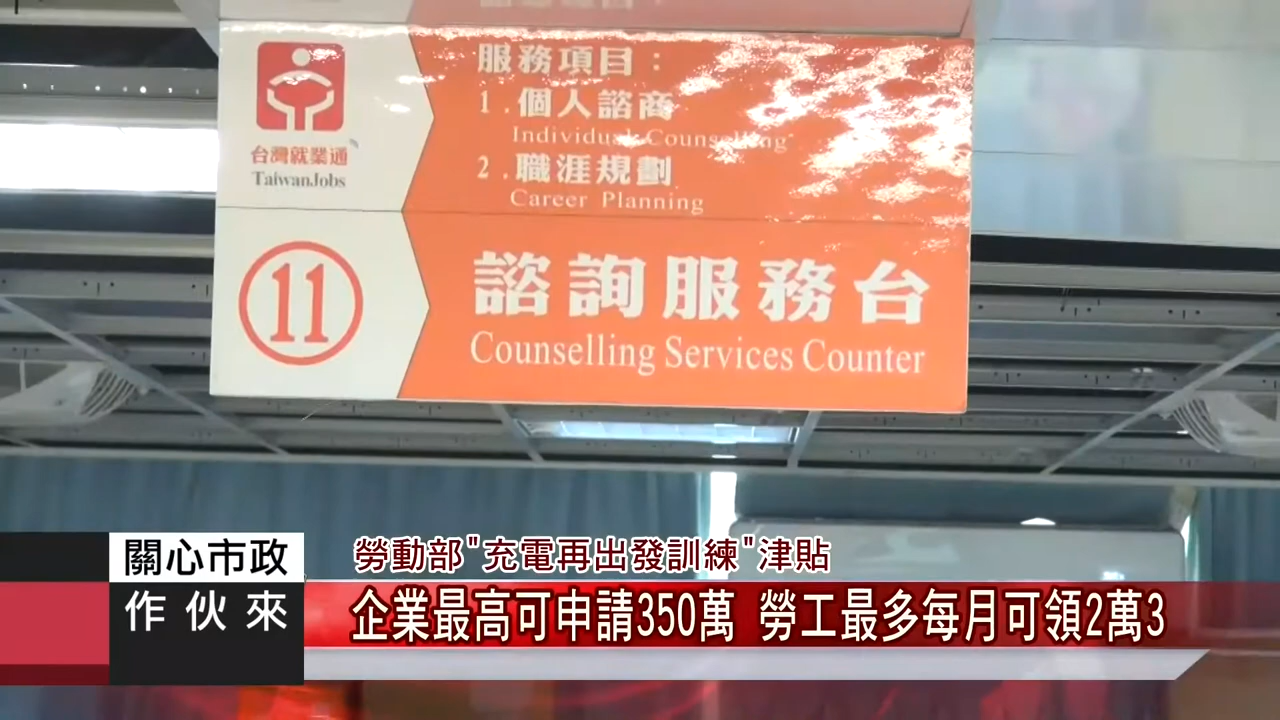 服務項目：
1.個人諮商
Individual Counselling
2.職涯規劃
Career Planning
台灣就業通
TaiwanJobs
11
諮詢服務台
Counselling Services Counter
關心市政
作伙來
勞動部"充電再出發訓練"津貼
企業最高可申請350萬 勞工最多每月可領2萬3